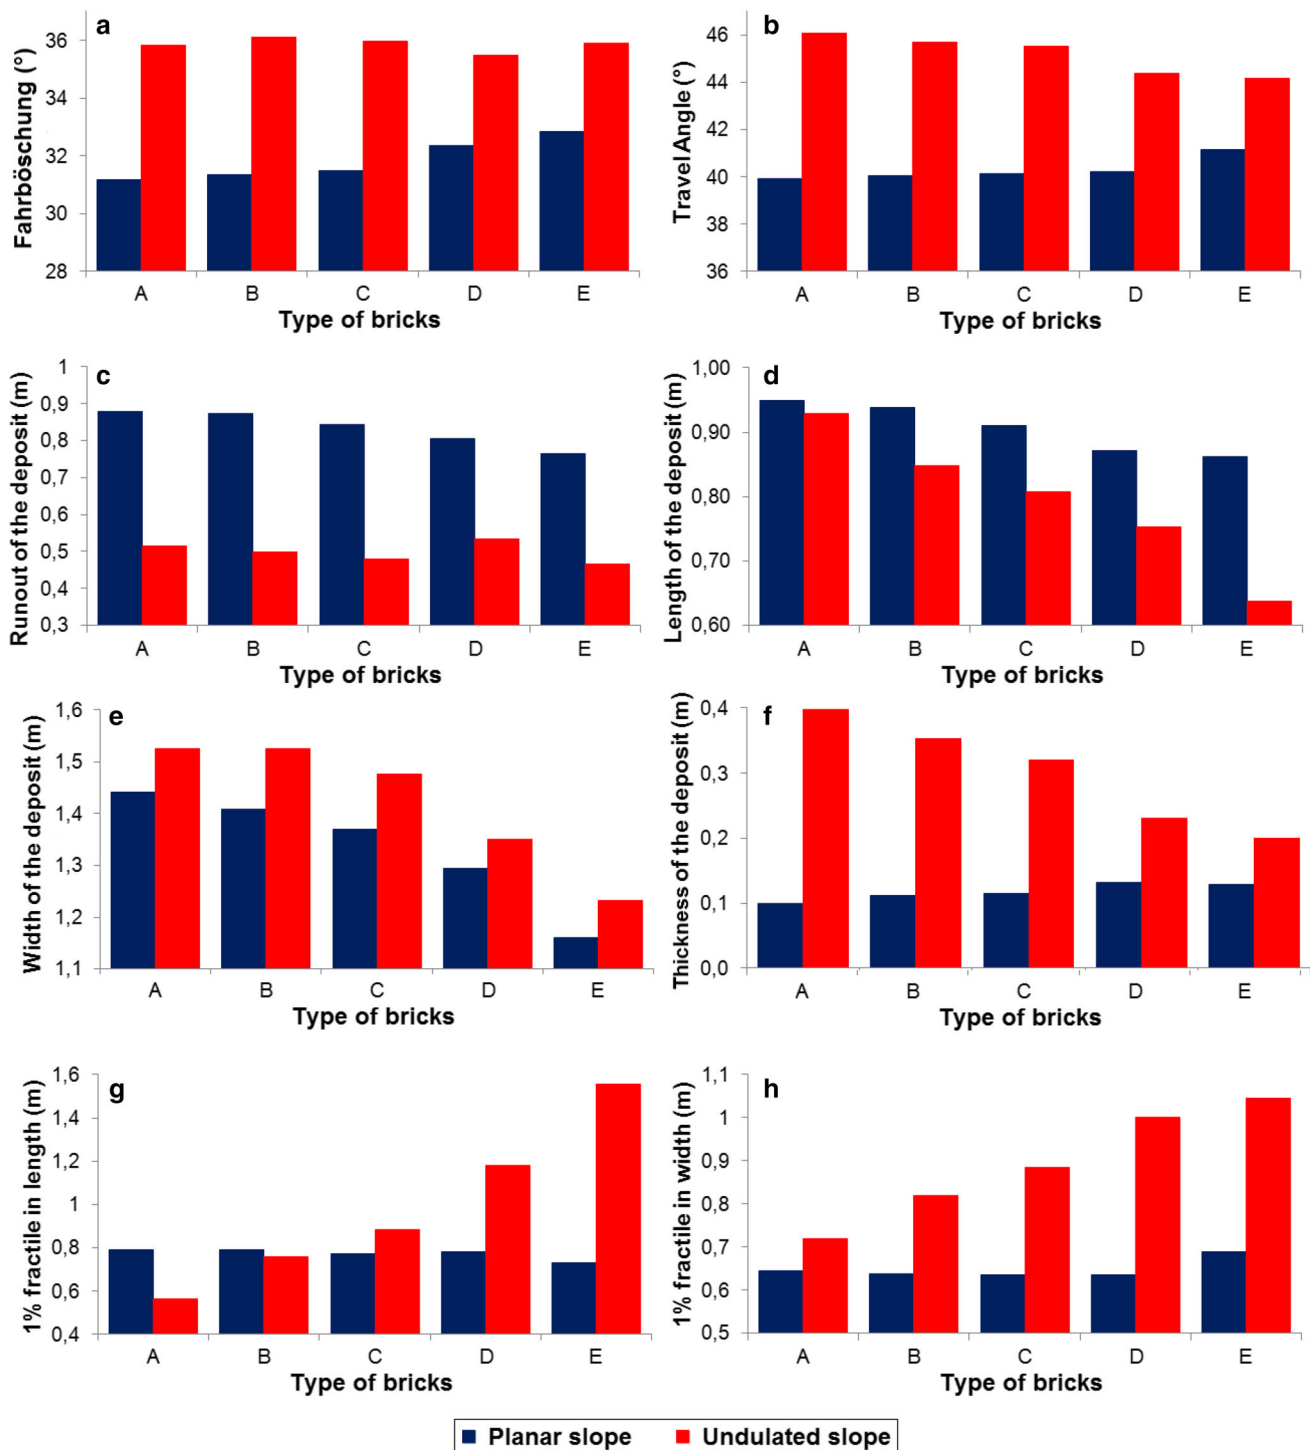 a
Fahrböschung (°)
36
34
32
30
28
A B C D E
Type of bricks
b
Travel Angle (°)
46
44
42
40
38
36
A B C D E
Type of bricks
c
Runout of the deposit (m)
1
0,9
0,8
0,7
0,6
0,5
0,4
0,3
A B C D E
Type of bricks
d
Length of the deposit (m)
1,00
0,90
0,80
0,70
0,60
A B C D E
Type of bricks
e
Width of the deposit (m)
1,6
1,5
1,4
1,3
1,2
1,1
A B C D E
Type of bricks
f
Thickness of the deposit (m)
0,4
0,3
0,2
0,1
0,0
A B C D E
Type of bricks
g
1% fractile in length (m)
1,6
1,4
1,2
1
0,8
0,6
0,4
A B C D E
Type of bricks
h
1% fractile in width (m)
1,1
1
0,9
0,8
0,7
0,6
0,5
A B C D E
Type of bricks
Planar slope Undulated slope